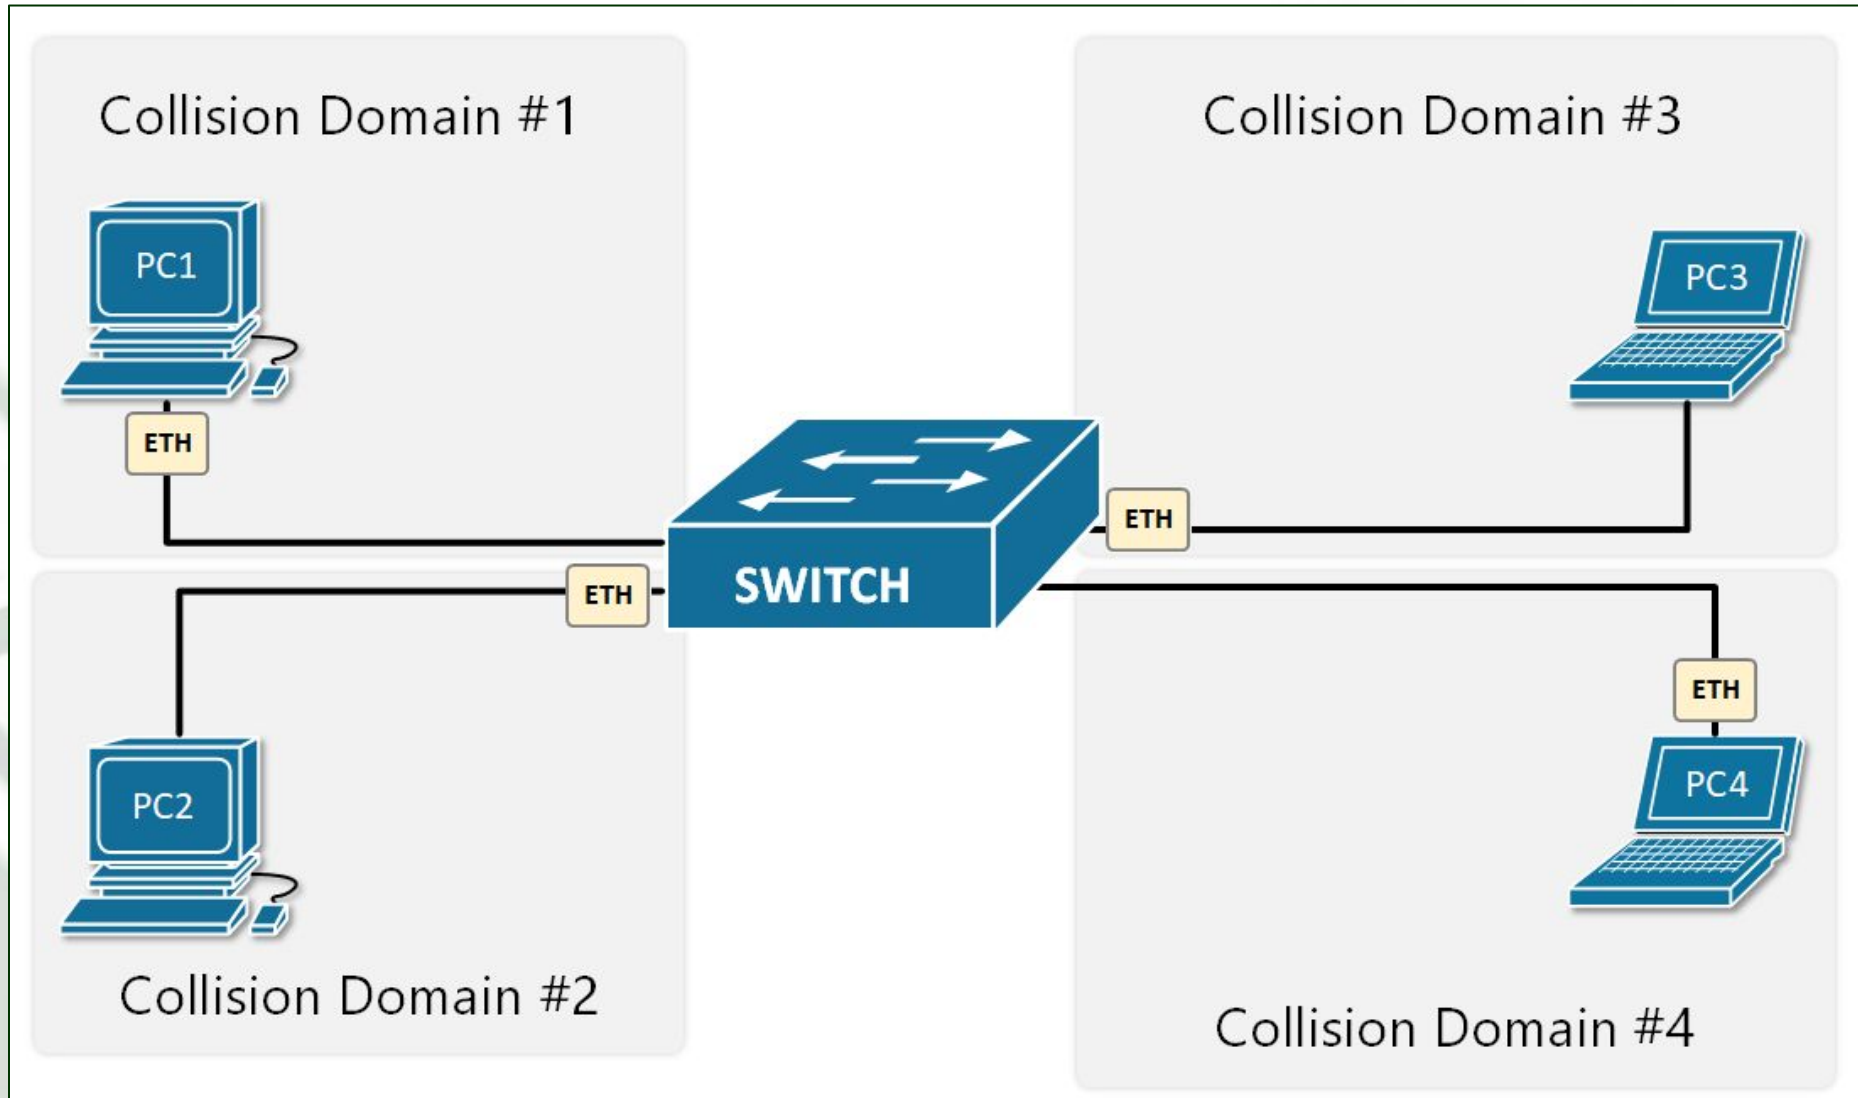 Collision Domain #1
PC1
ETH
Collision Domain #3
PC3
ETH
SWITCH
ETH
PC2
Collision Domain #2
ETH
PC4
Collision Domain #4